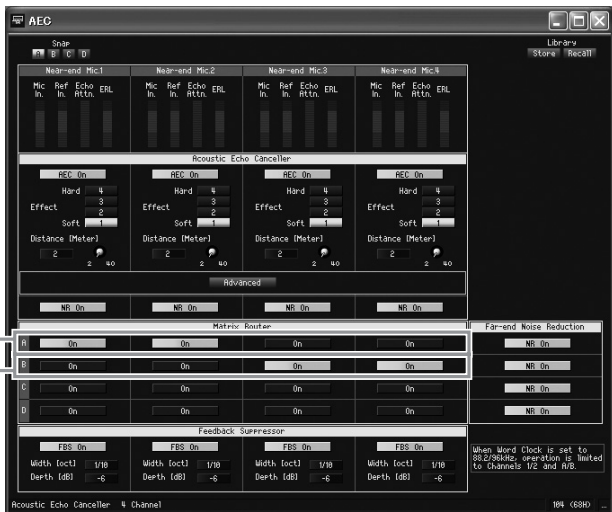 AEC
Snap
A B C D
Library
Store Recall
Near-end Mic.1 Near-end Mic.2 Near-end Mic.3 Near-end Mic.4
Mic In. Ref In. Echo Attn. ERL Mic In. Ref In. Echo Attn. ERL Mic In. Ref In. Echo Attn. ERL Mic In. Ref In. Echo Attn. ERL
Acoustic Echo Canceller
AEC On AEC On AEC On AEC On
Hard 4 Hard 4 Hard 4 Hard 4
3 3 3 3
Effect Effect Effect Effect
2 2 2 2
Soft 1 Soft 1 Soft 1 Soft 1
Distance [Meter] Distance [Meter] Distance [Meter] Distance [Meter]
2 2 40 2 2 40 2 2 40 2 2 40
Advanced
NR On NR On NR On NR On
Matrix Router Far-end Noise Reduction
A On On On On NR On
B On On On On NR On
C On On On On NR On
D On On On On NR On
Feedback Suppressor
FBS On FBS On FBS On FBS On
Width [oct] 1/10 Width [oct] 1/10 Width [oct] 1/10 Width [oct] 1/10
Depth [dB] -6 Depth [dB] -6 Depth [dB] -6 Depth [dB] -6
When Word Clock is set to
88.2/96kHz, operation is limited
to Channels 1/2 and A/B.
Acoustic Echo Canceller 4 Channel 104 (68H)